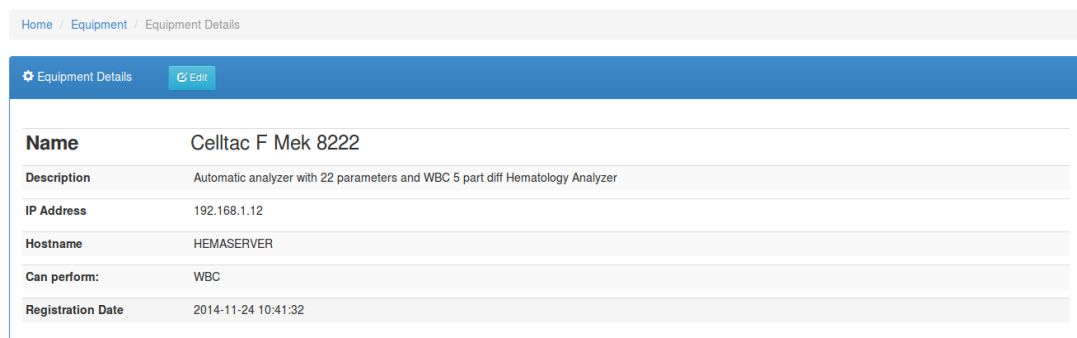 Home / Equipment / Equipment Details
Equipment Details Edit
Name Celltac F Mek 8222
Description Automatic analyzer with 22 parameters and WBC 5 part diff Hematology Analyzer
IP Address 192.168.1.12
Hostname HEMASERVER
Can perform: WBC
Registration Date 2014-11-24 10:41:32